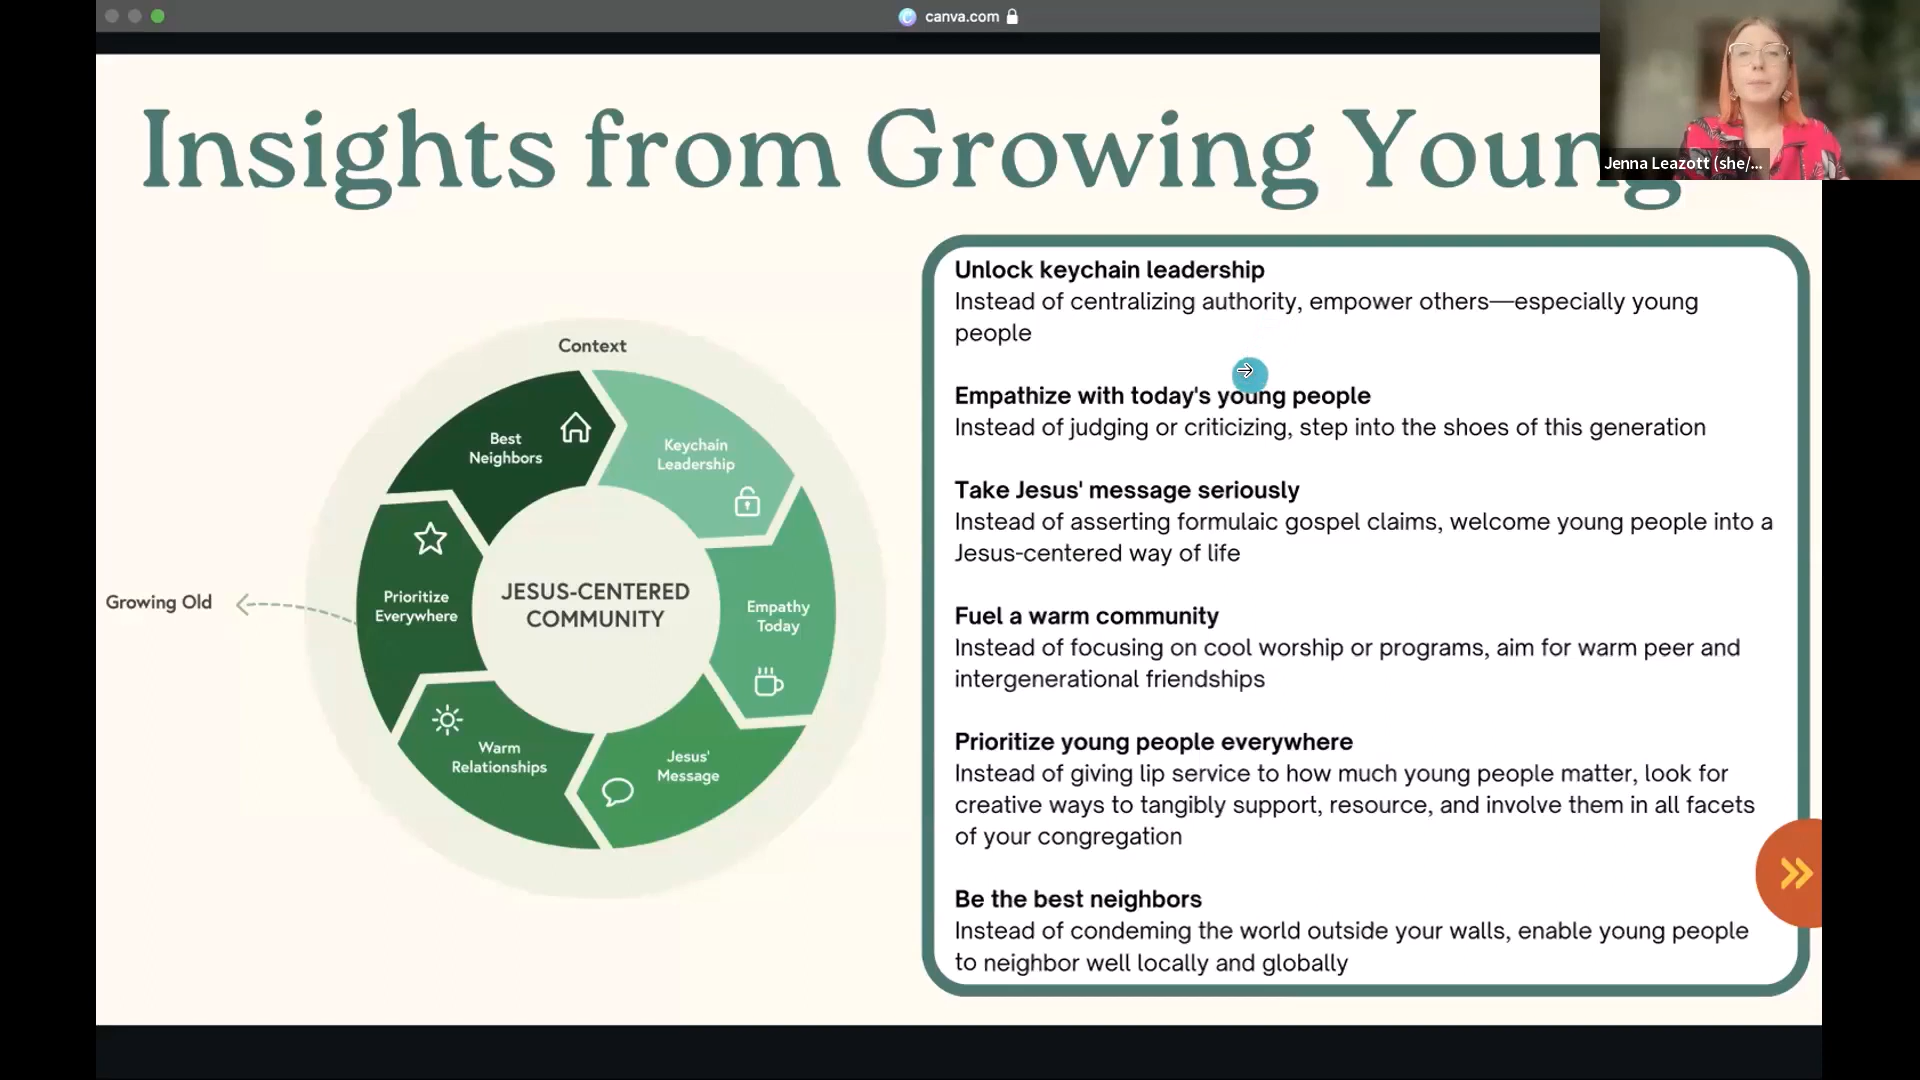 canva.com
Insights from Growing Young
Jenna Leazott (she/...
Context
Best
Neighbors
Keychain
Leadership
Prioritize
Everywhere
JESUS-CENTERED
COMMUNITY
Empathy
Today
Growing Old
Warm
Relationships
Jesus'
Message
Unlock keychain leadership
Instead of centralizing authority, empower others—especially young
people
Empathize with today's young people
Instead of judging or criticizing, step into the shoes of this generation
Take Jesus' message seriously
Instead of asserting formulaic gospel claims, welcome young people into a
Jesus-centered way of life
Fuel a warm community
Instead of focusing on cool worship or programs, aim for warm peer and
intergenerational friendships
Prioritize young people everywhere
Instead of giving lip service to how much young people matter, look for
creative ways to tangibly support, resource, and involve them in all facets
of your congregation
Be the best neighbors
Instead of condeming the world outside your walls, enable young people
to neighbor well locally and globally